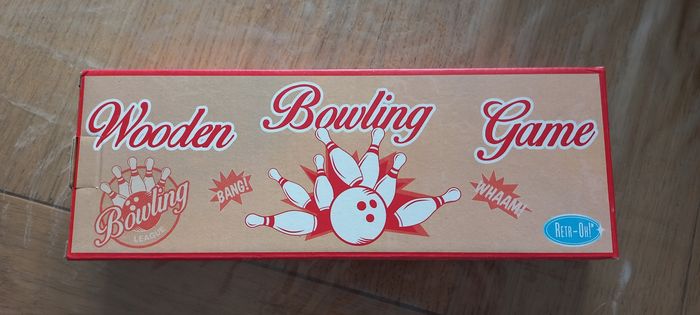 Wooden Bowling Game
BANG!
WHAAM!
Bowling
LEAGUE
RETR-OH!